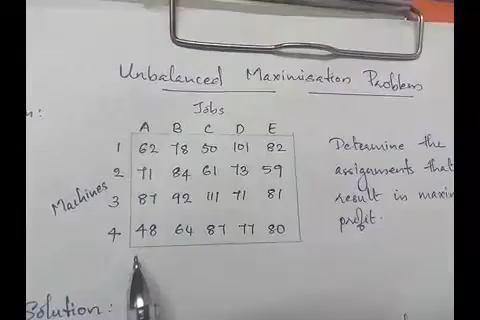 Unbalanced Maximisation Problem
Jobs
A B C D E
1 62 78 50 101 82
2 71 84 61 73 59
3 87 92 111 71 81
4 48 64 87 77 80
Machines
Determine the
assignments that
result in
profit.
Solution: